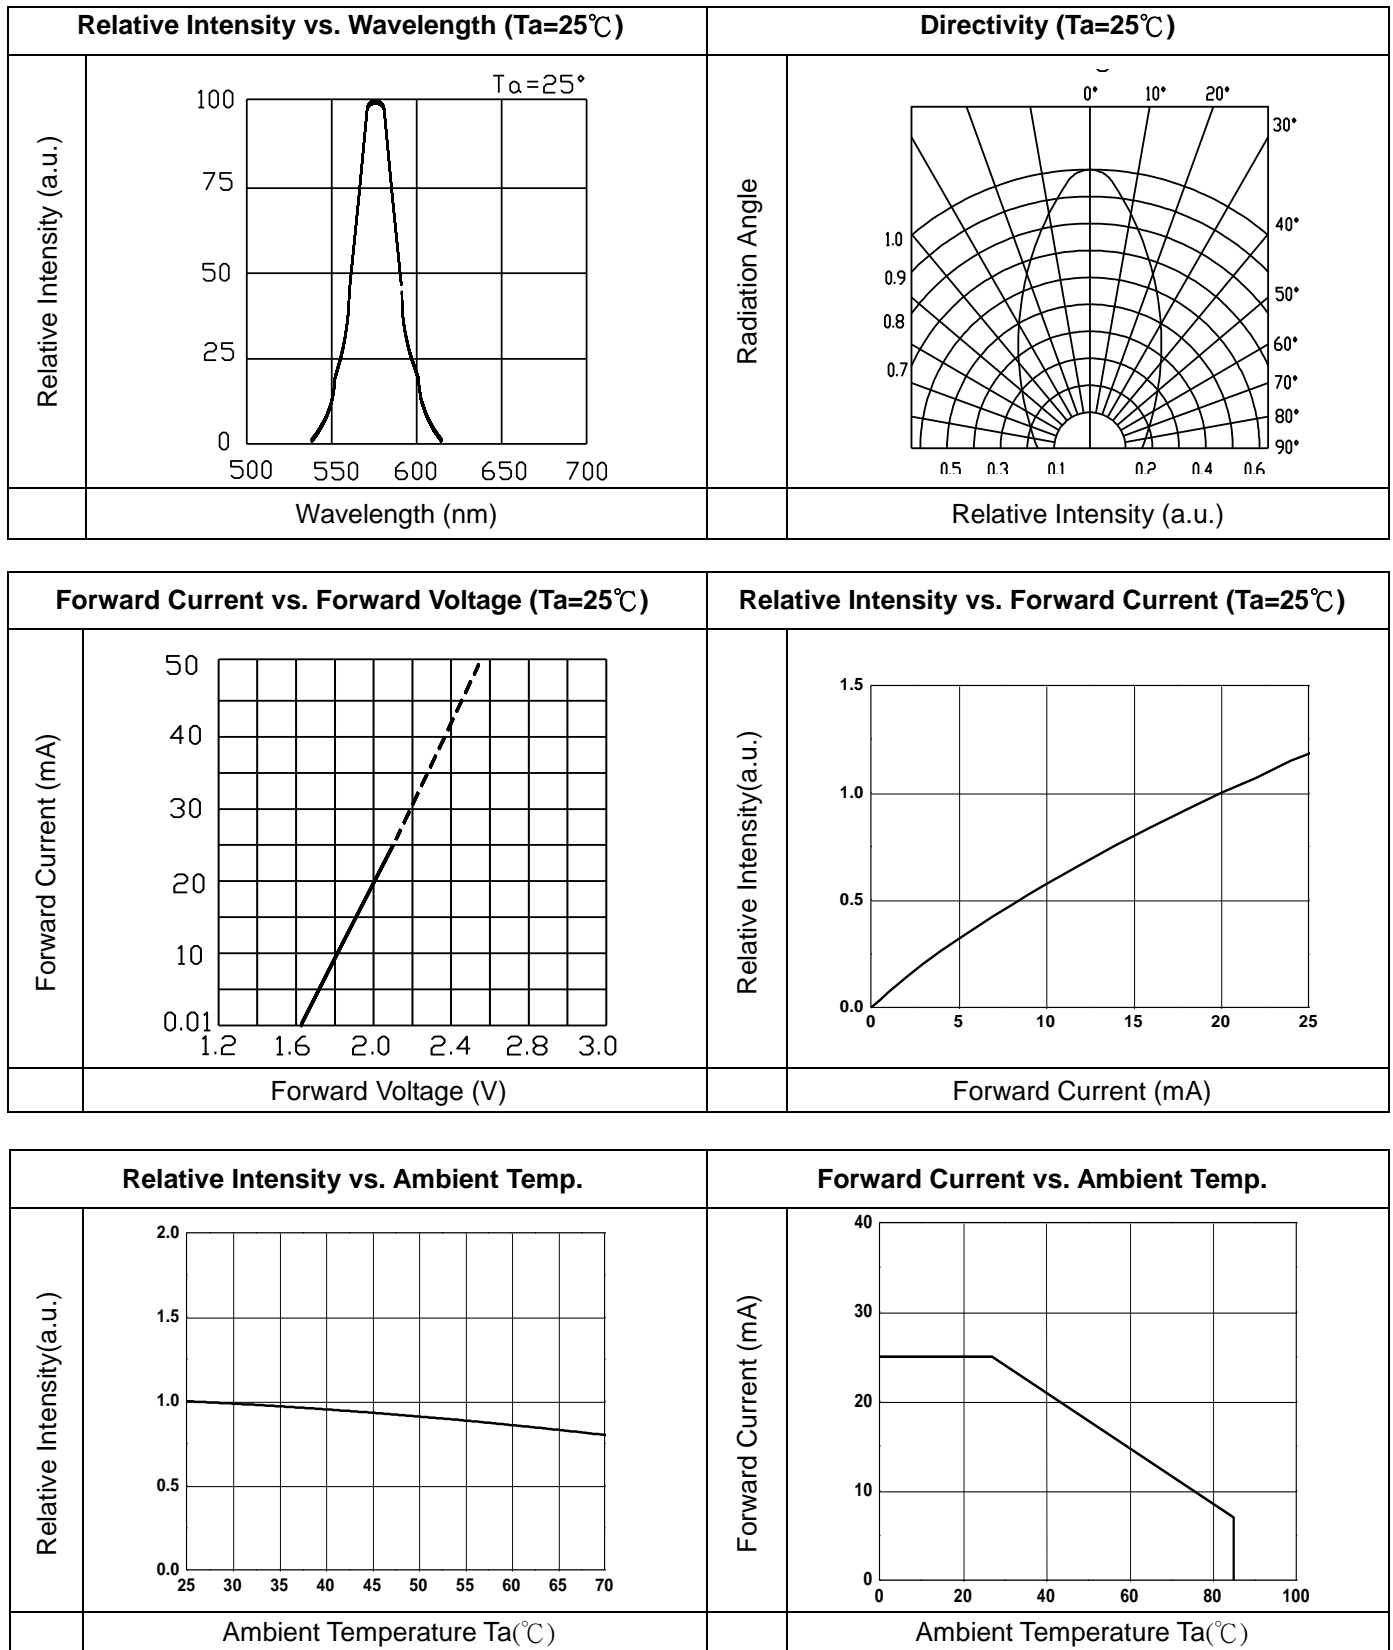 Relative Intensity vs. Wavelength (Ta=25℃)
Directivity (Ta=25℃)
Relative Intensity (a.u.)
Ta=25°
100
75
50
25
0
500 550 600 650 700
Wavelength (nm)
Radiation Angle
0° 10° 20°
30°
40°
50°
60°
70°
80°
90°
1.0
0.9
0.8
0.7
0.5 0.3 0.1 0.2 0.4 0.6
Relative Intensity (a.u.)
Forward Current vs. Forward Voltage (Ta=25℃)
Relative Intensity vs. Forward Current (Ta=25℃)
Forward Current (mA)
50
40
30
20
10
0.01
1.2 1.6 2.0 2.4 2.8 3.0
Forward Voltage (V)
Relative Intensity(a.u.)
1.5
1.0
0.5
0.0
0 5 10 15 20 25
Forward Current (mA)
Relative Intensity vs. Ambient Temp.
Forward Current vs. Ambient Temp.
Relative Intensity(a.u.)
2.0
1.5
1.0
0.5
0.0
25 30 35 40 45 50 55 60 65 70
Ambient Temperature Ta(℃)
Forward Current (mA)
40
30
20
10
0
0 20 40 60 80 100
Ambient Temperature Ta(℃)